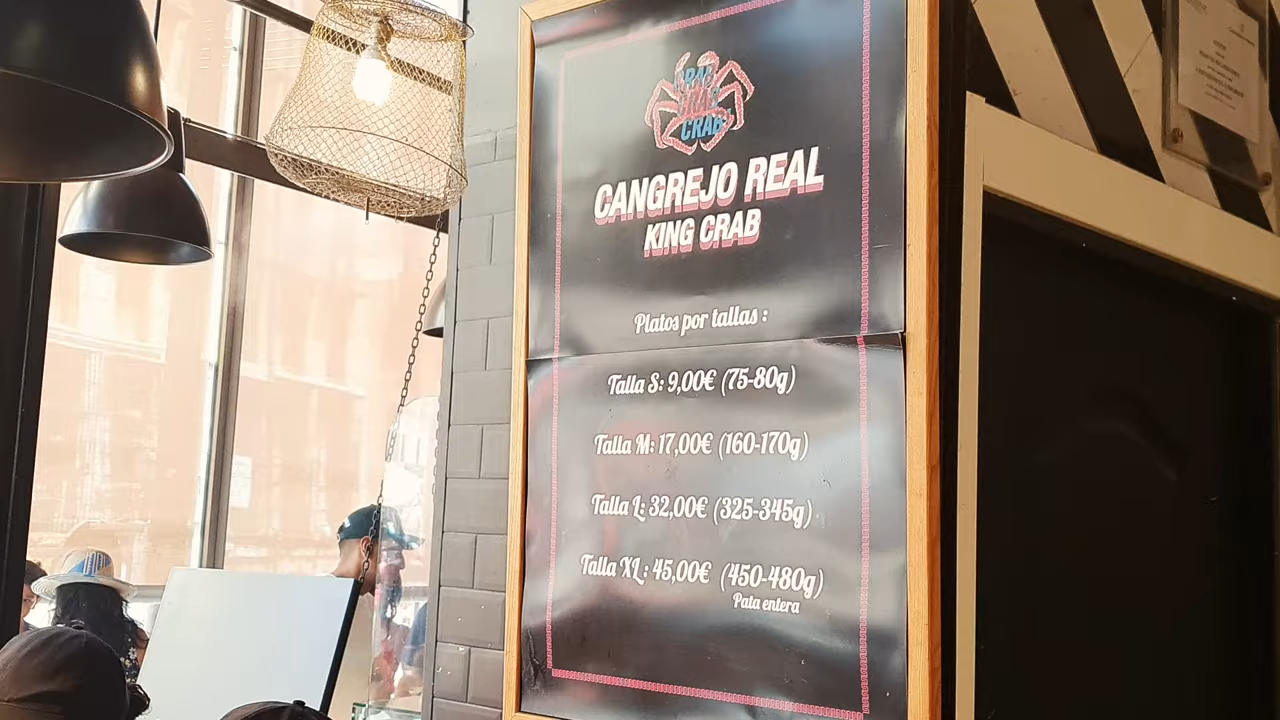 CRAB
CANGREJO REAL
KING CRAB
Platos por tallas :
Talla S: 9,00€ (75-80g)
Talla M: 17,00€ (160-170g)
Talla L: 32,00€ (325-345g)
Talla XL: 45,00€ (450-480g)
Pata entera